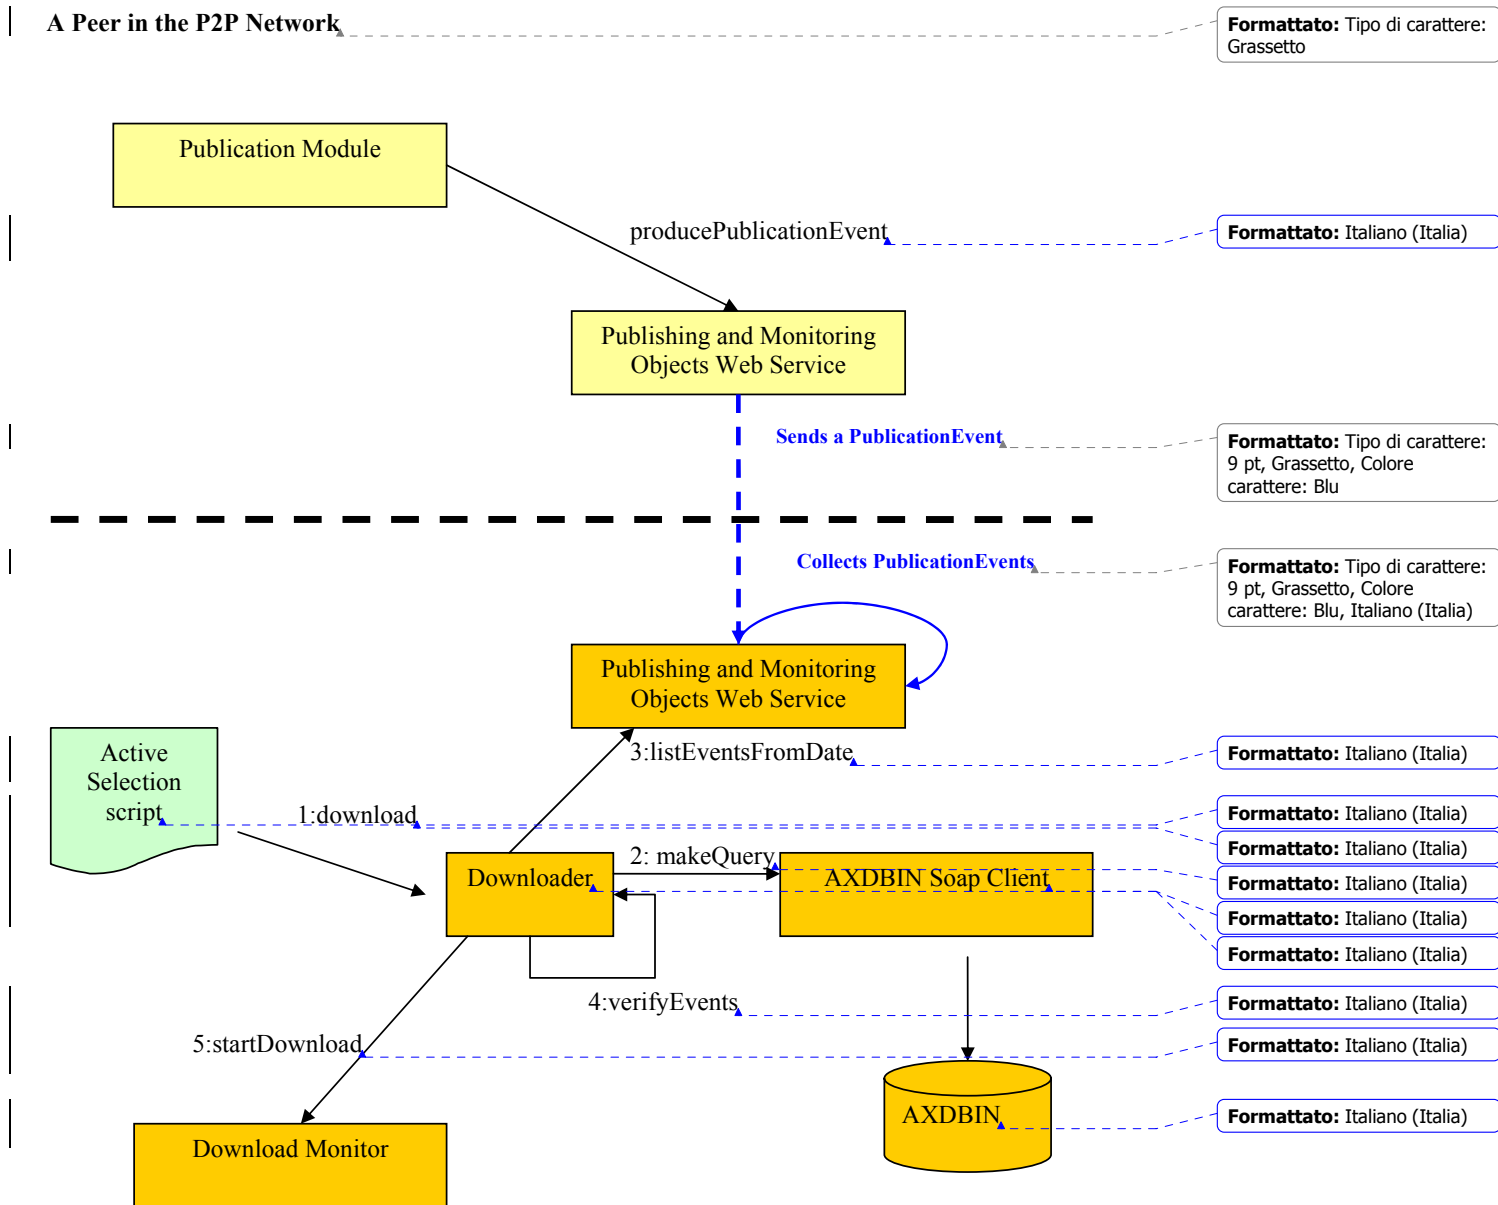 A Peer in the P2P Network
Formattato: Tipo di carattere:
Grassetto
Publication Module
producePublicationEvent
Formattato: Italiano (Italia)
Publishing and Monitoring
Objects Web Service
Sends a PublicationEvent
Formattato: Tipo di carattere:
9 pt, Grassetto, Colore
carattere: Blu
Collects PublicationEvents
Formattato: Tipo di carattere:
9 pt, Grassetto, Colore
carattere: Blu, Italiano (Italia)
Publishing and Monitoring
Objects Web Service
3:listEventsFromDate
Formattato: Italiano (Italia)
Active
Selection
script
1:download
Formattato: Italiano (Italia)
Formattato: Italiano (Italia)
2: makeQuery
Formattato: Italiano (Italia)
Downloader
AXDBIN Soap Client
Formattato: Italiano (Italia)
Formattato: Italiano (Italia)
4:verifyEvents
Formattato: Italiano (Italia)
5:startDownload
Formattato: Italiano (Italia)
AXDBIN
Formattato: Italiano (Italia)
Download Monitor